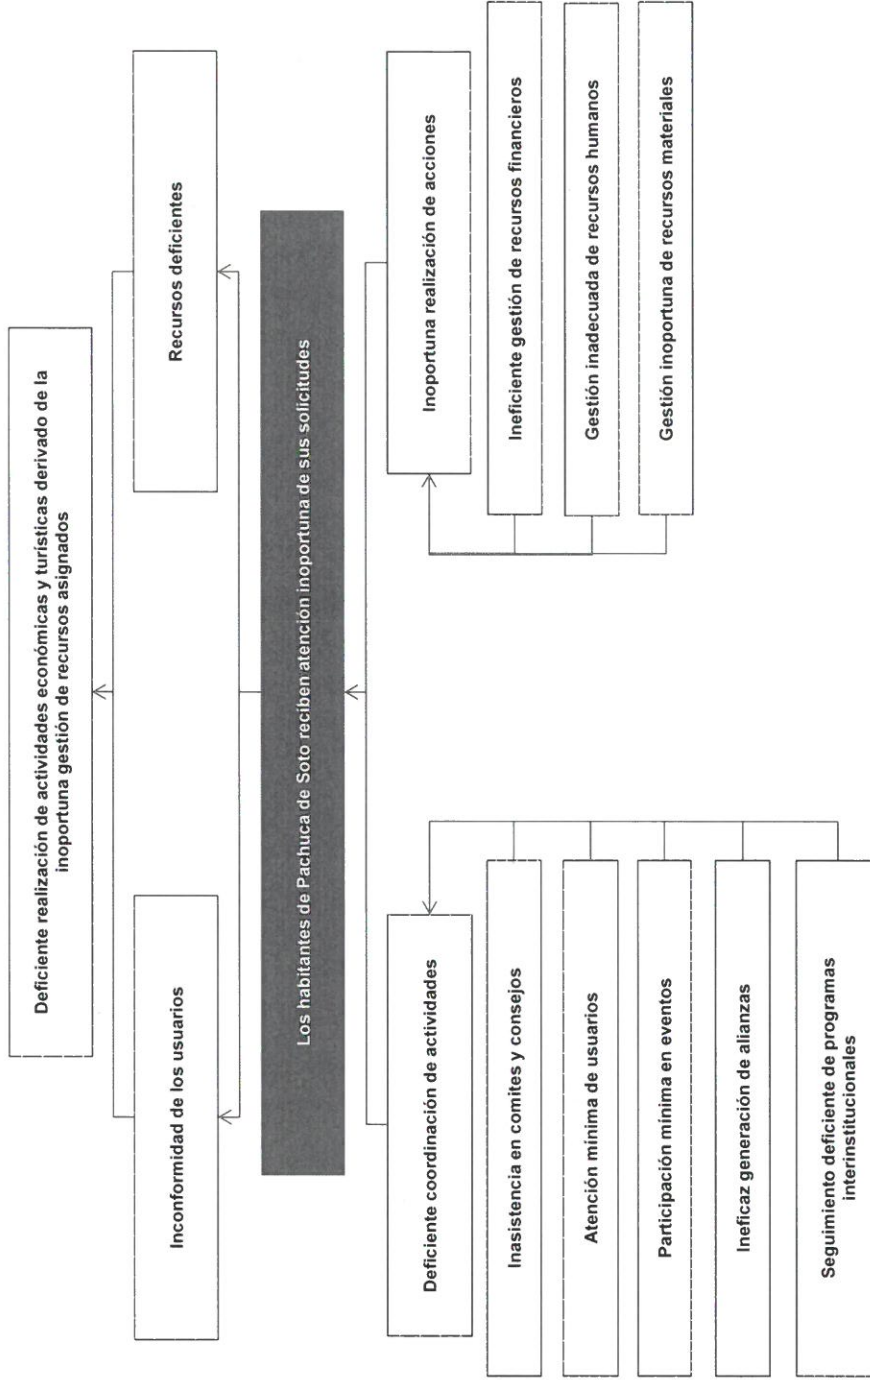 Deficiente realización de actividades económicas y turísticas derivado de la
inoportuna gestión de recursos asignados
Inconformidad de los usuarios
Recursos deficientes
Los habitantes de Pachuca de Soto reciben atención inoportuna de sus solicitudes
Deficiente coordinación de actividades
Inasistencia en comites y consejos
Atención mínima de usuarios
Participación mínima en eventos
Ineficaz generación de alianzas
Seguimiento deficiente de programas
interinstitucionales
Inoportuna realización de acciones
Ineficiente gestión de recursos financieros
Gestión inadecuada de recursos humanos
Gestión inoportuna de recursos materiales